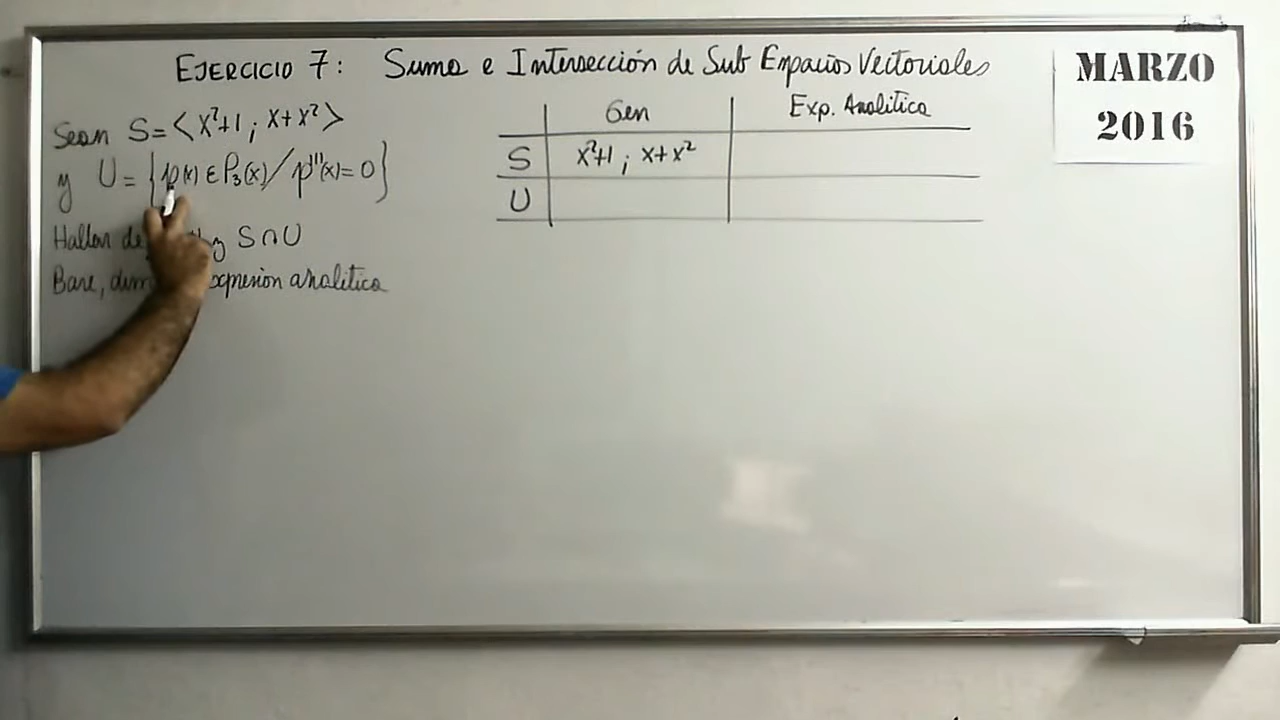 EJERCICIO 7: Suma e Intersección de Sub Espacios Vectoriales
MARZO
2016
Sean S = < x²+1 ; x+x² >
y U = { p(x) ∈ P₃(x) / p''(x) = 0 }
Hallar de y S ∩ U
Base, expresión analítica
Gen Exp. Analítica
S x²+1 ; x+x²
U